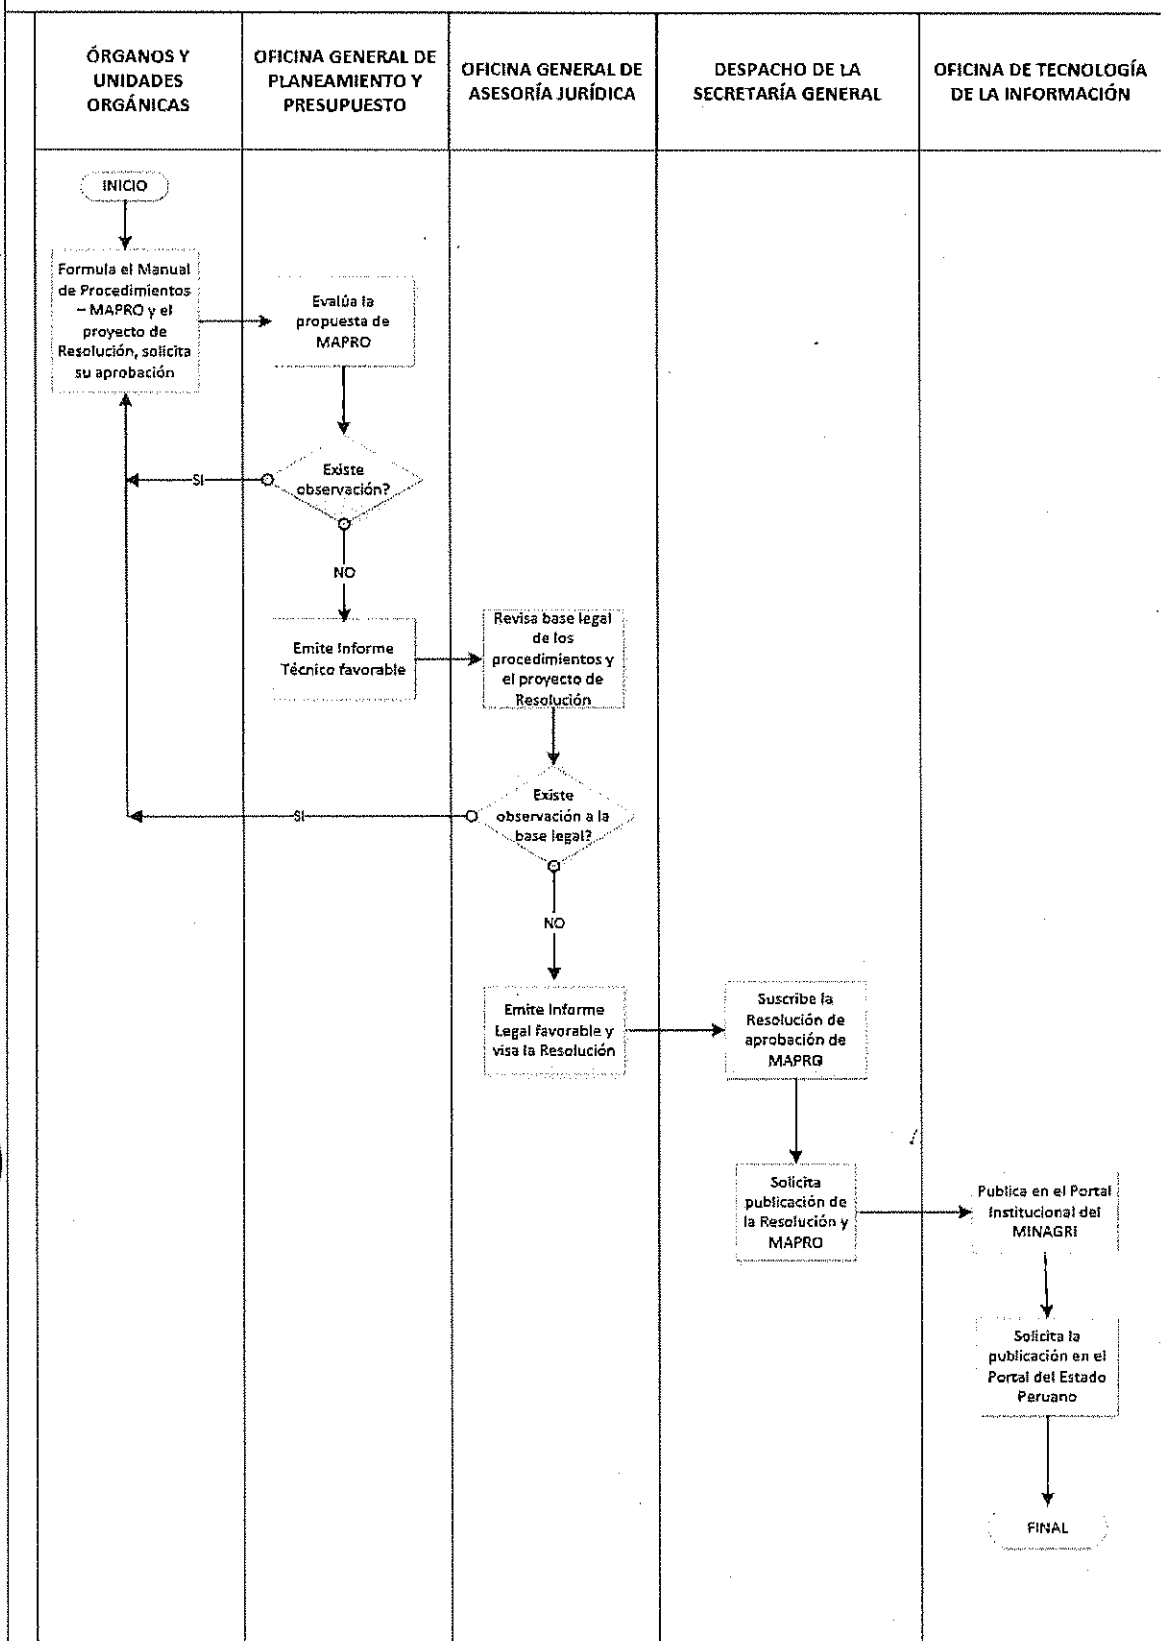 ÓRGANOS Y
UNIDADES
ORGÁNICAS
OFICINA GENERAL DE
PLANEAMIENTO Y
PRESUPUESTO
OFICINA GENERAL DE
ASESORÍA JURÍDICA
DESPACHO DE LA
SECRETARÍA GENERAL
OFICINA DE TECNOLOGÍA
DE LA INFORMACIÓN
INICIO
Formula el Manual
de Procedimientos
– MAPRO y el
proyecto de
Resolución, solicita
su aprobación
Evalúa la
propuesta de
MAPRO
Existe
observación?
SI
NO
Emite Informe
Técnico favorable
Revisa base legal
de los
procedimientos y
el proyecto de
Resolución
Existe
observación a la
base legal?
SI
NO
Emite Informe
Legal favorable y
visa la Resolución
Suscribe la
Resolución de
aprobación de
MAPRO
Solicita
publicación de
la Resolución y
MAPRO
Publica en el Portal
Institucional del
MINAGRI
Solicita la
publicación en el
Portal del Estado
Peruano
FINAL